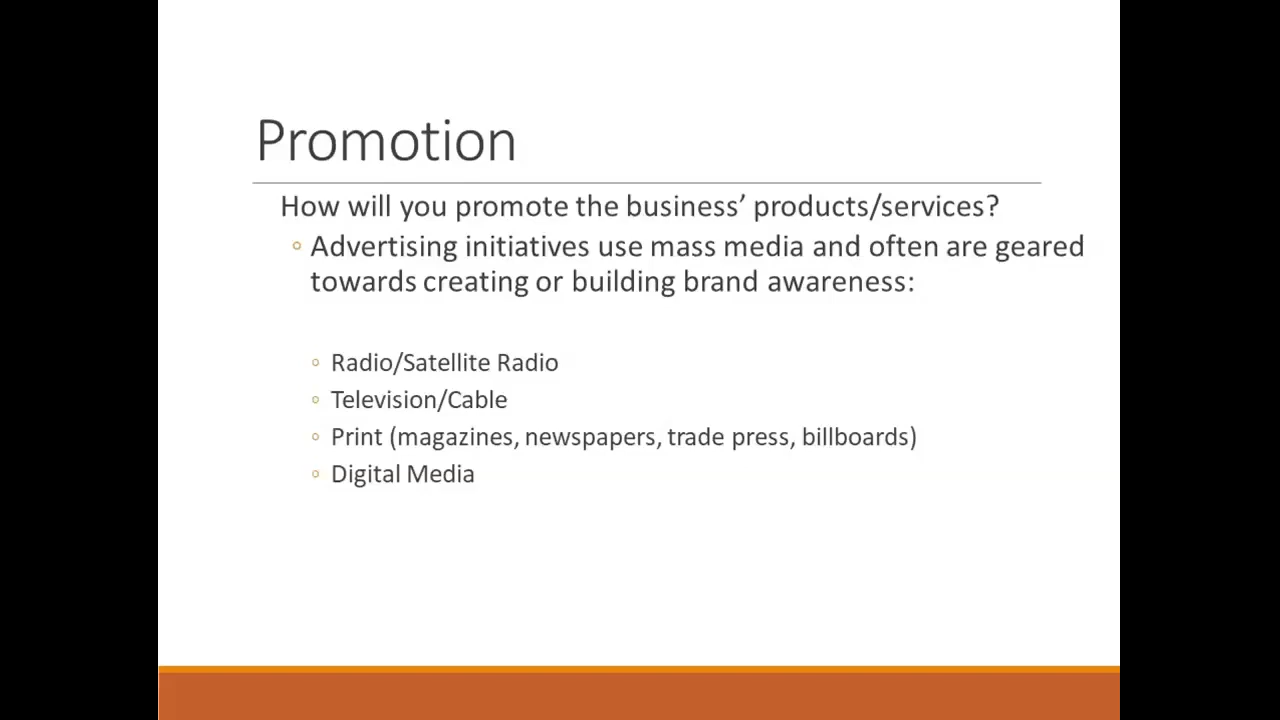 Promotion
How will you promote the business’ products/services?
◦ Advertising initiatives use mass media and often are geared
towards creating or building brand awareness:
◦ Radio/Satellite Radio
◦ Television/Cable
◦ Print (magazines, newspapers, trade press, billboards)
◦ Digital Media